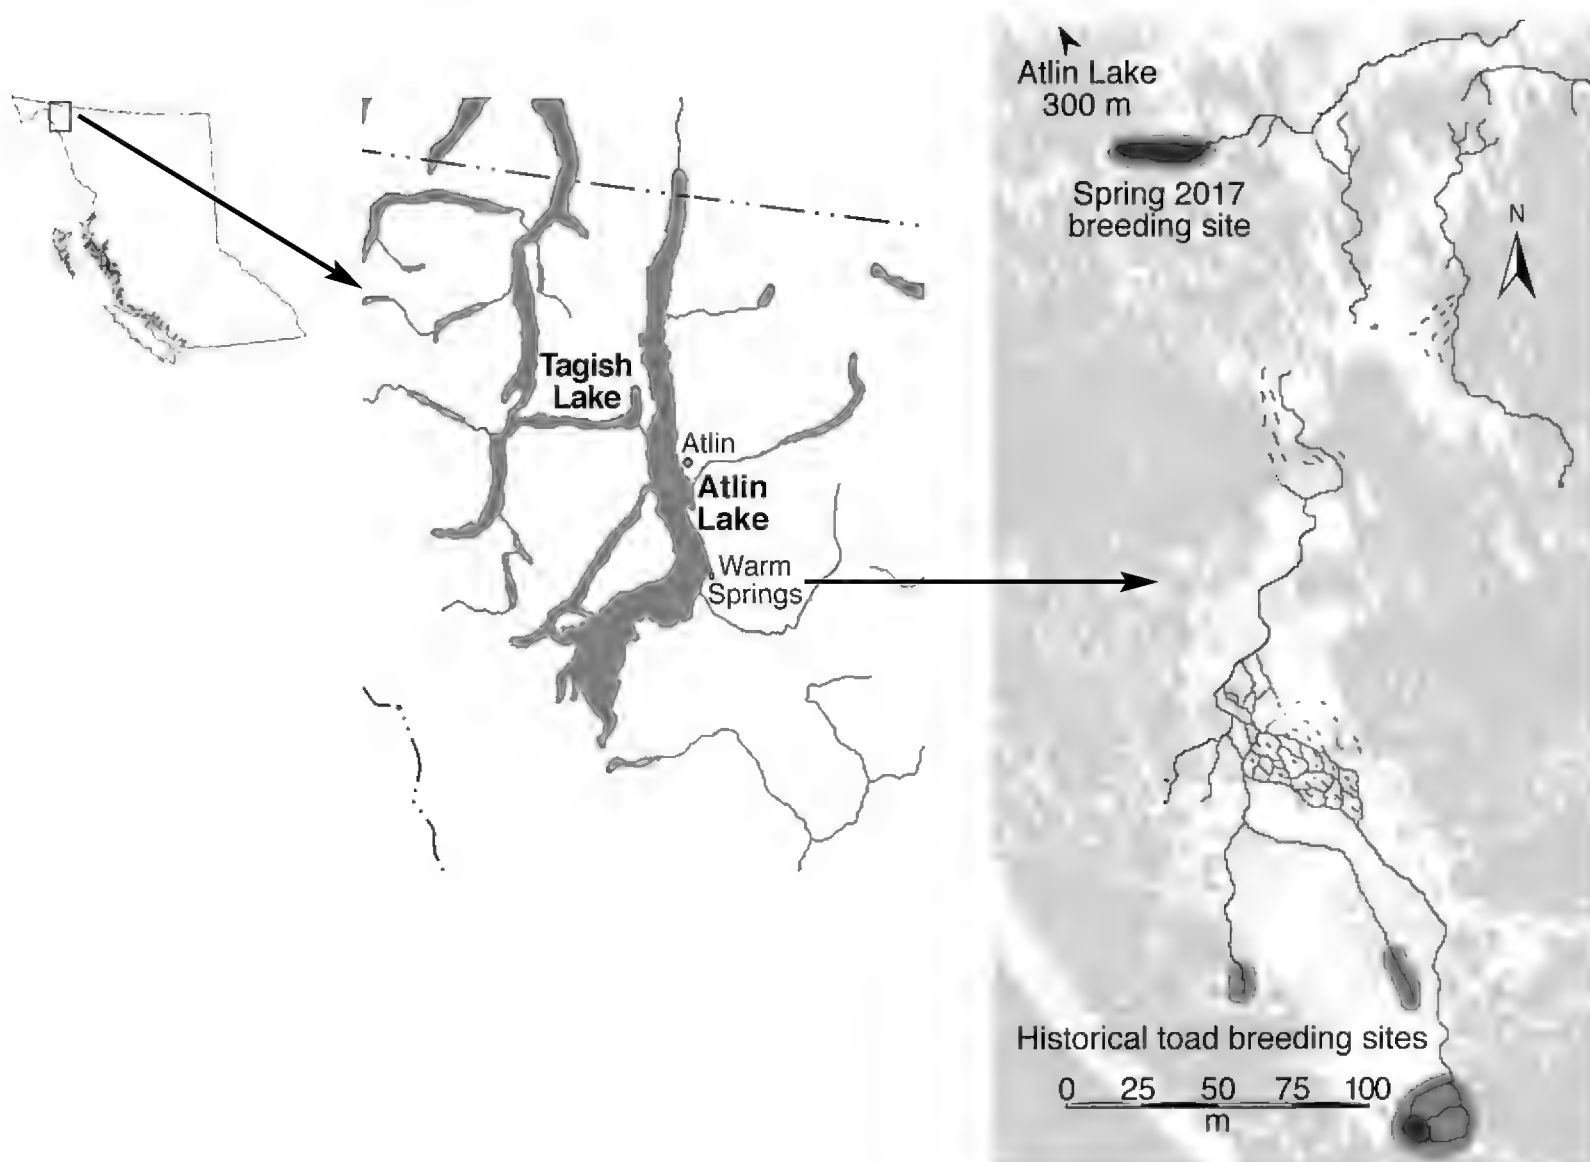 Tagish
Lake
Atlin
Atlin
Lake
Warm
Springs
Atlin Lake
300 m
Spring 2017
breeding site
N
Historical toad breeding sites
0 25 50 75 100
m